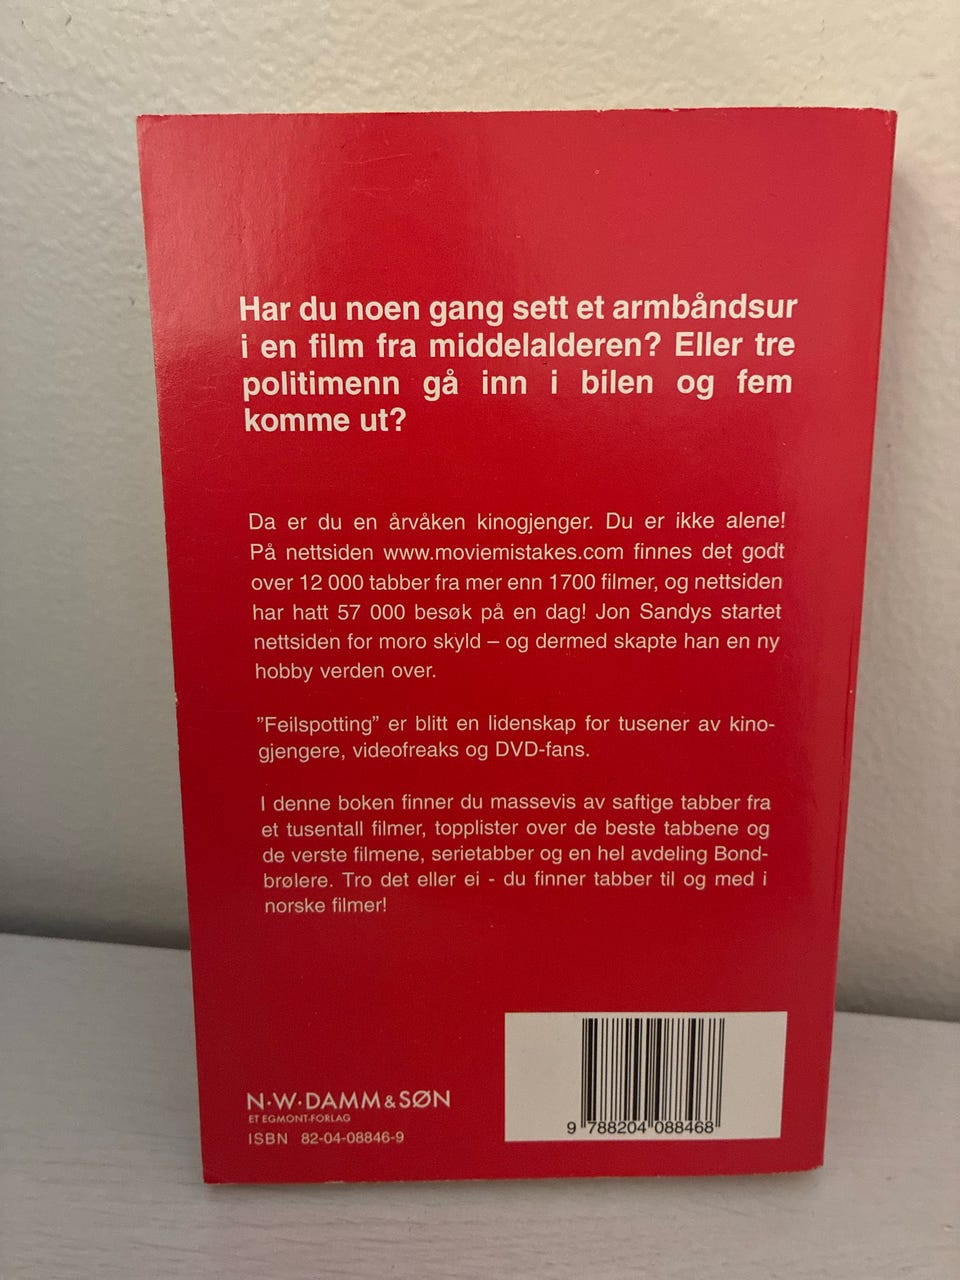 Har du noen gang sett et armbåndsur
i en film fra middelalderen? Eller tre
politimenn gå inn i bilen og fem
komme ut?
Da er du en årvåken kinogjenger. Du er ikke alene!
På nettsiden www.moviemistakes.com finnes det godt
over 12 000 tabber fra mer enn 1700 filmer, og nettsiden
har hatt 57 000 besøk på en dag! Jon Sandys startet
nettsiden for moro skyld – og dermed skapte han en ny
hobby verden over.
”Feilspotting” er blitt en lidenskap for tusener av kino-
gjengere, videofreaks og DVD-fans.
I denne boken finner du massevis av saftige tabber fra
et tusentall filmer, topplister over de beste tabbene og
de verste filmene, serietabber og en hel avdeling Bond-
brølere. Tro det eller ei - du finner tabber til og med i
norske filmer!
N·W·DAMM & SØN
ET EGMONT-FORLAG
ISBN 82-04-08846-9
9 788204 088468